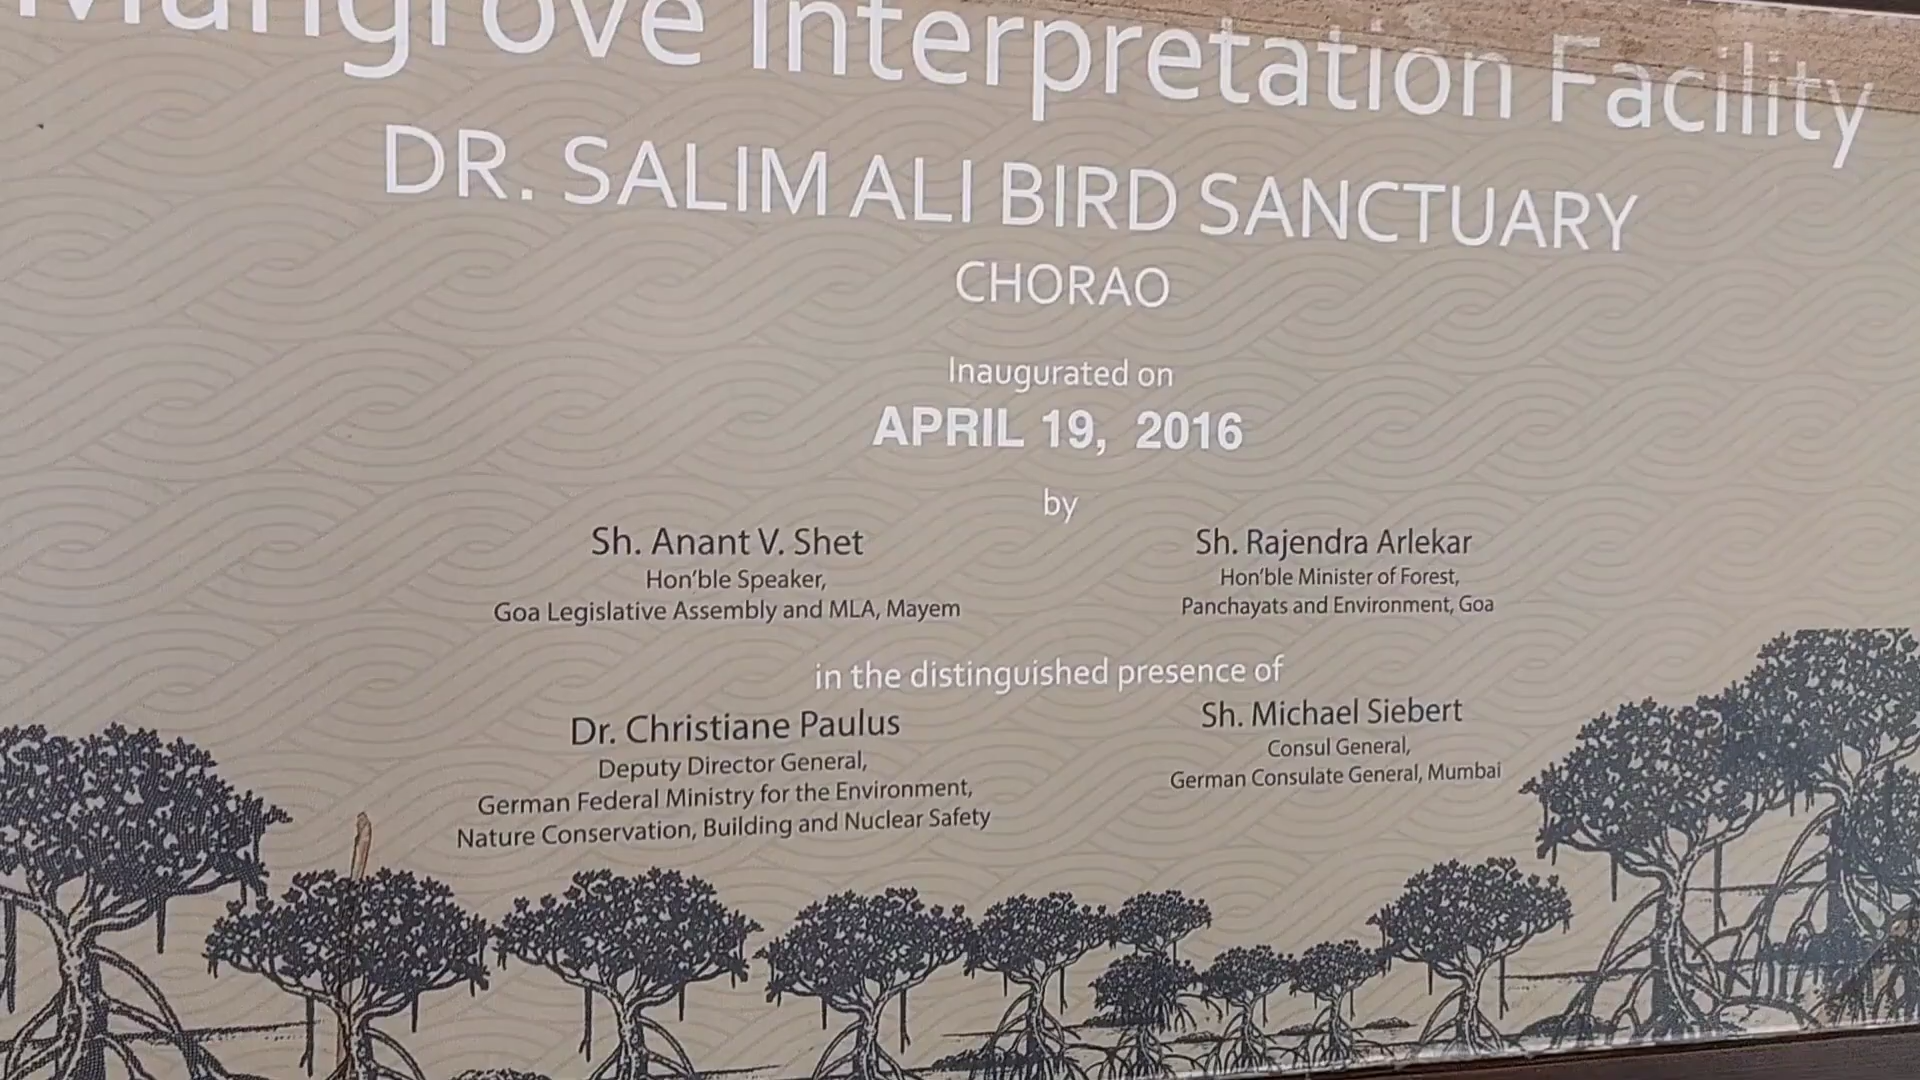 Mangrove Interpretation Facility
DR. SALIM ALI BIRD SANCTUARY
CHORAO
Inaugurated on
APRIL 19, 2016
by
Sh. Anant V. Shet
Hon'ble Speaker,
Goa Legislative Assembly and MLA, Mayem
Sh. Rajendra Arlekar
Hon'ble Minister of Forest,
Panchayats and Environment, Goa
in the distinguished presence of
Dr. Christiane Paulus
Deputy Director General,
German Federal Ministry for the Environment,
Nature Conservation, Building and Nuclear Safety
Sh. Michael Siebert
Consul General,
German Consulate General, Mumbai